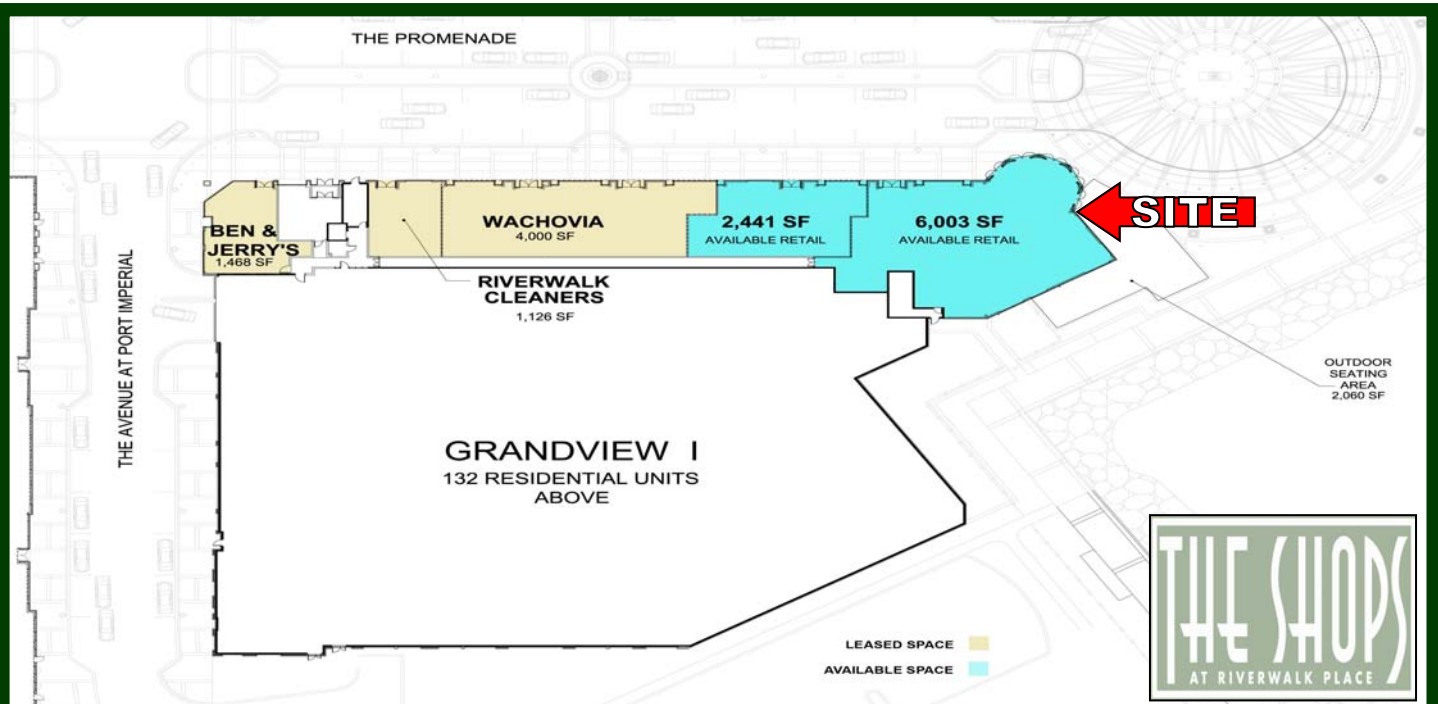 THE PROMENADE
SITE
BEN &
JERRY'S
1,468 SF
WACHOVIA
4,000 SF
2,441 SF
AVAILABLE RETAIL
6,003 SF
AVAILABLE RETAIL
RIVERWALK
CLEANERS
1,126 SF
THE AVENUE AT PORT IMPERIAL
OUTDOOR
SEATING
AREA
2,060 SF
GRANDVIEW I
132 RESIDENTIAL UNITS
ABOVE
LEASED SPACE
AVAILABLE SPACE
THE SHOPS
AT RIVERWALK PLACE